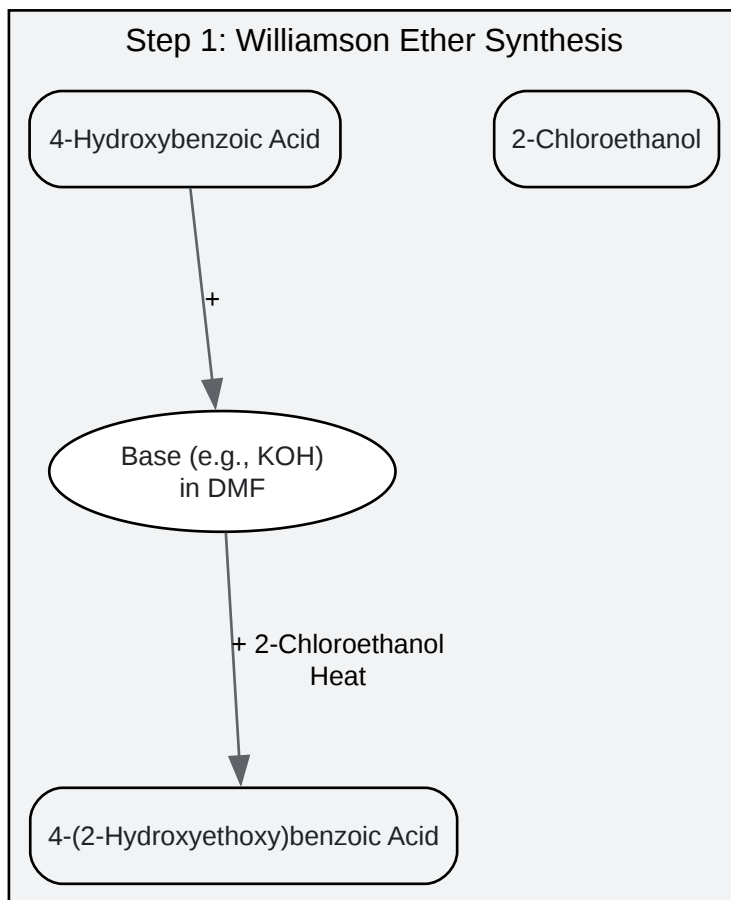 Step 1: Williamson Ether Synthesis
4-Hydroxybenzoic Acid
2-Chloroethanol
+
Base (e.g., KOH)
in DMF
+ 2-Chloroethanol
Heat
4-(2-Hydroxyethoxy)benzoic Acid